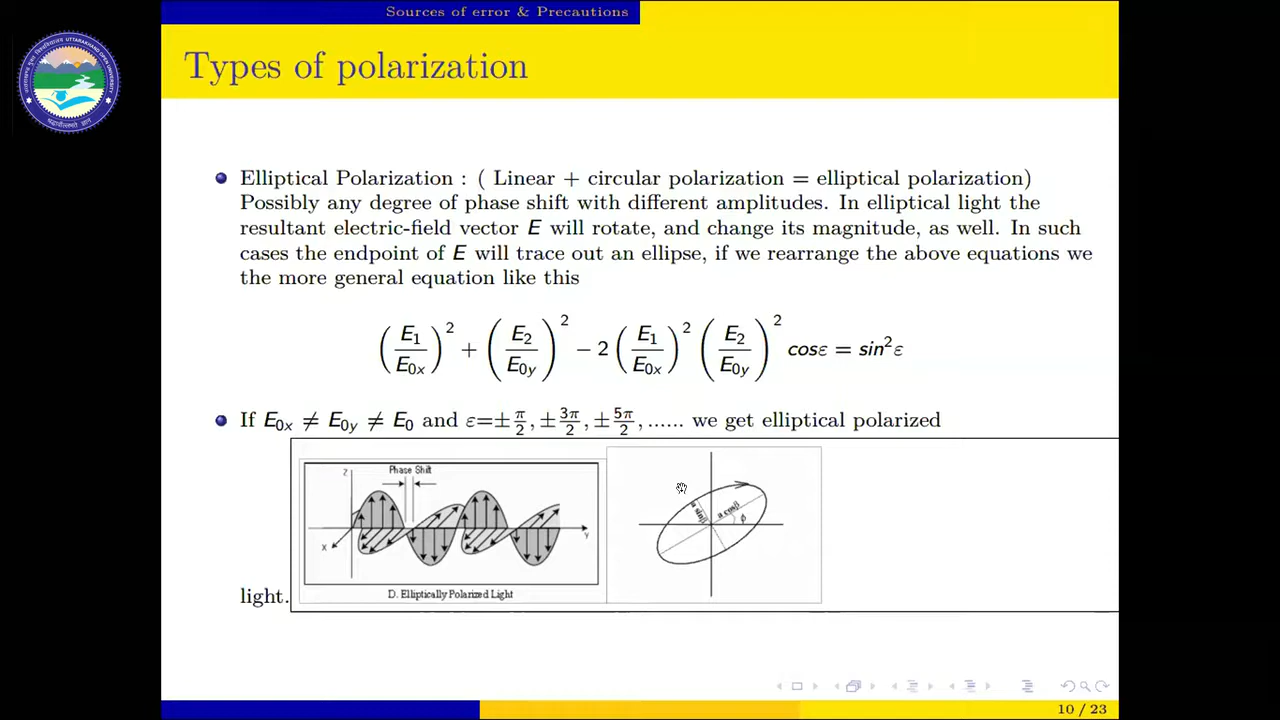 Sources of error & Precautions
Types of polarization
Elliptical Polarization : ( Linear + circular polarization = elliptical polarization)
Possibly any degree of phase shift with different amplitudes. In elliptical light the
resultant electric-field vector E will rotate, and change its magnitude, as well. In such
cases the endpoint of E will trace out an ellipse, if we rearrange the above equations we
the more general equation like this
(E₁/E₀ₓ)² + (E₂/E₀y)² − 2 (E₁/E₀ₓ)² (E₂/E₀y)² cosε = sin²ε
If E₀ₓ ≠ E₀y ≠ E₀ and ε=±π/2, ±3π/2, ±5π/2, ...... we get elliptical polarized
Phase Shift
Z
X
Y
D. Elliptically Polarized Light
a sinβ
a cosβ
ϕ
light.
10 / 23